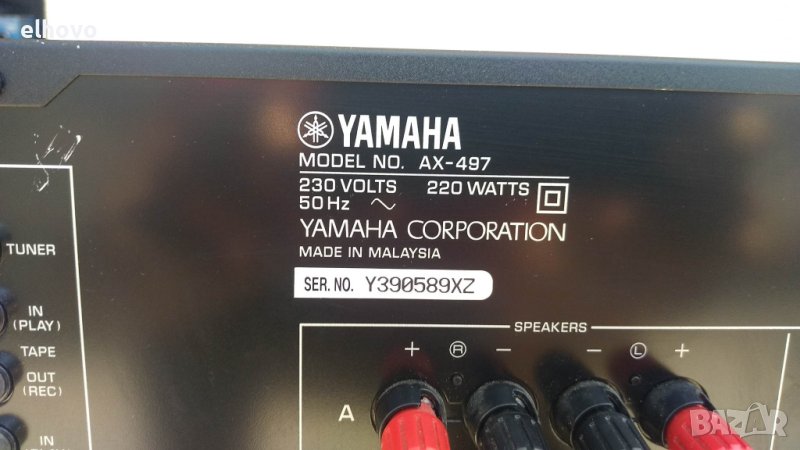 elhovo
YAMAHA
MODEL NO. AX-497
230 VOLTS 220 WATTS
50 Hz ~
YAMAHA CORPORATION
MADE IN MALAYSIA
SER. NO. Y390589XZ
TUNER
IN
(PLAY)
TAPE
OUT
(REC)
IN
SPEAKERS
+ R - - L +
A
BAZAR